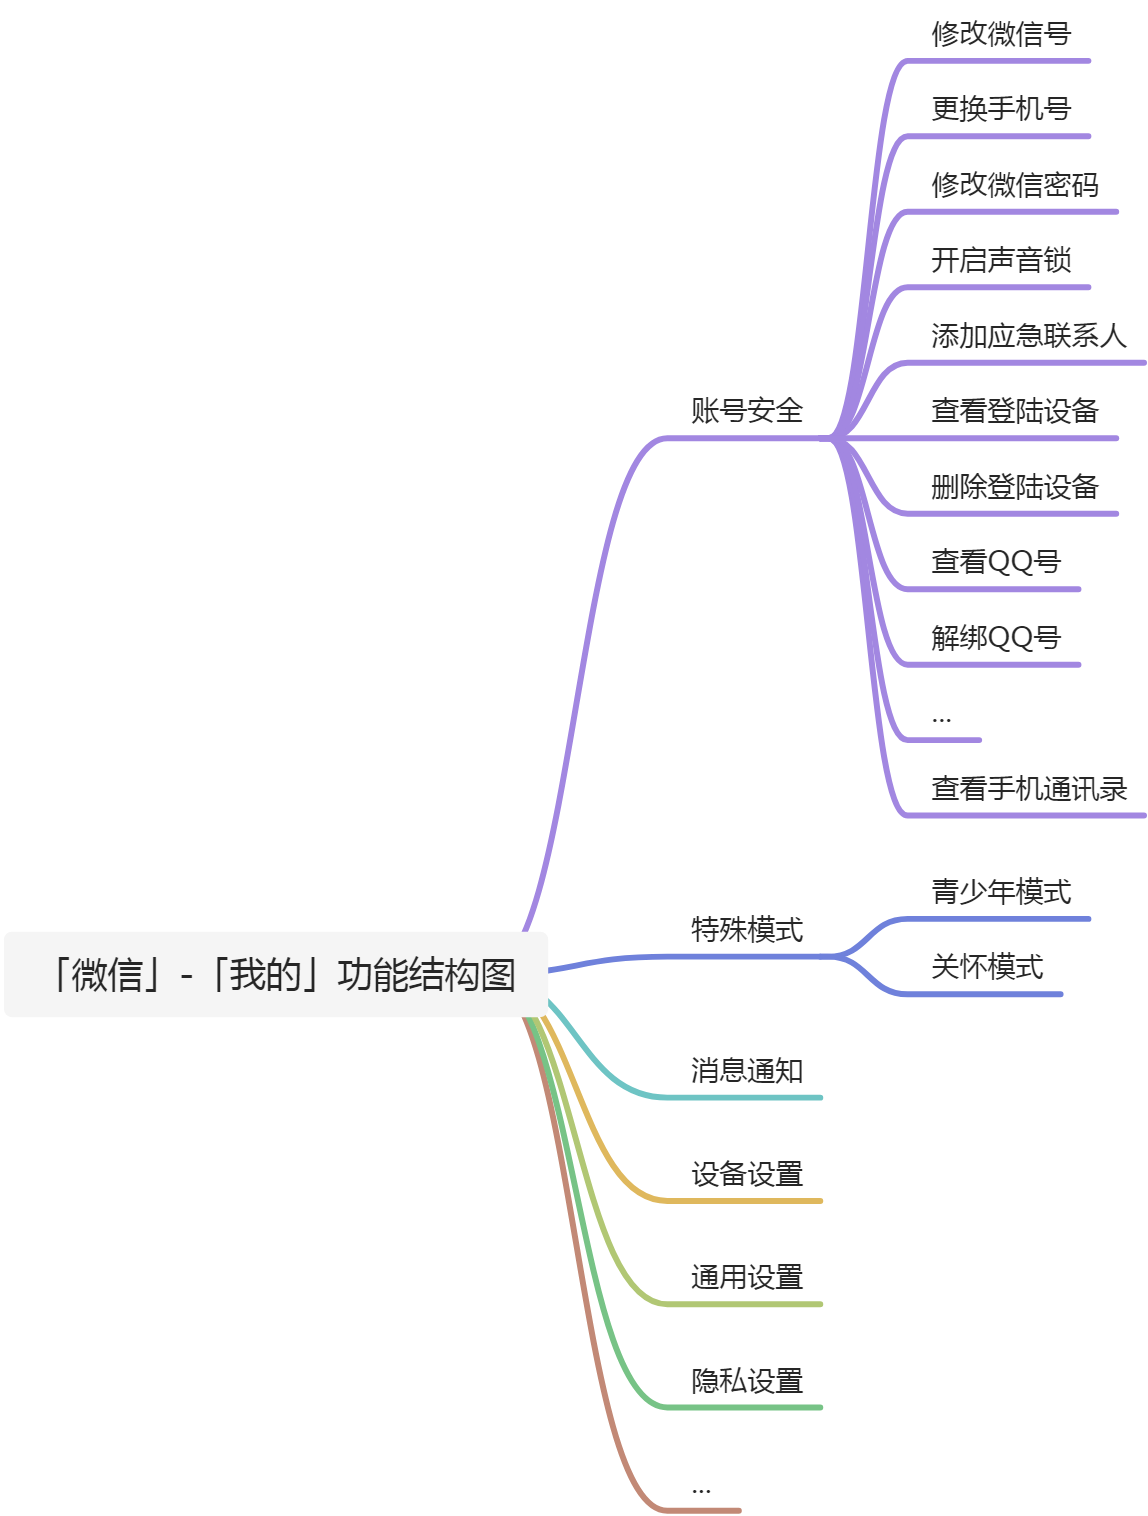 「微信」-「我的」功能结构图
账号安全
修改微信号
更换手机号
修改微信密码
开启声音锁
添加应急联系人
查看登陆设备
删除登陆设备
查看QQ号
解绑QQ号
...
查看手机通讯录
特殊模式
青少年模式
关怀模式
消息通知
设备设置
通用设置
隐私设置
...